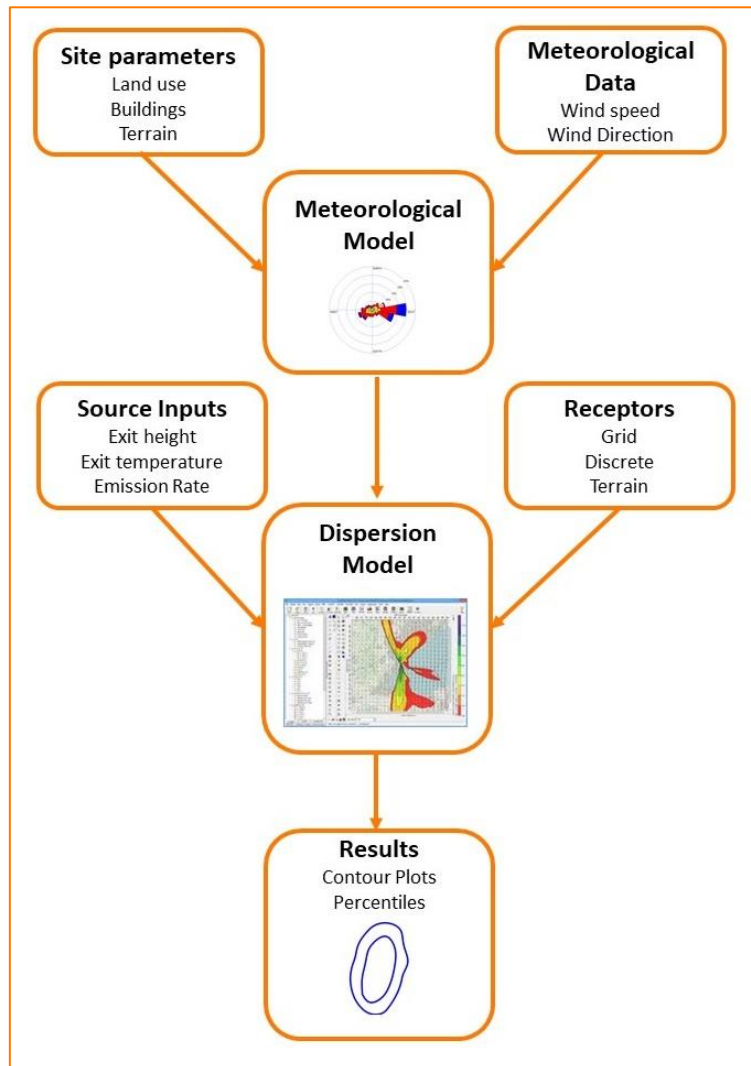 Site parameters
Land use
Buildings
Terrain
Meteorological
Data
Wind speed
Wind Direction
Meteorological
Model
Source Inputs
Exit height
Exit temperature
Emission Rate
Receptors
Grid
Discrete
Terrain
Dispersion
Model
Results
Contour Plots
Percentiles